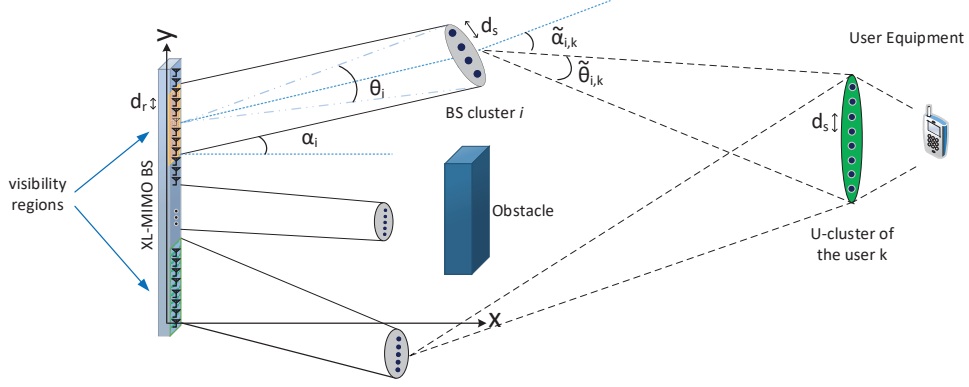 y
d_s
α̃_{i,k}
User Equipment
θ̃_{i,k}
d_r
θ_i
BS cluster i
d_s
α_i
visibility
regions
XL-MIMO BS
Obstacle
U-cluster of
the user k
x